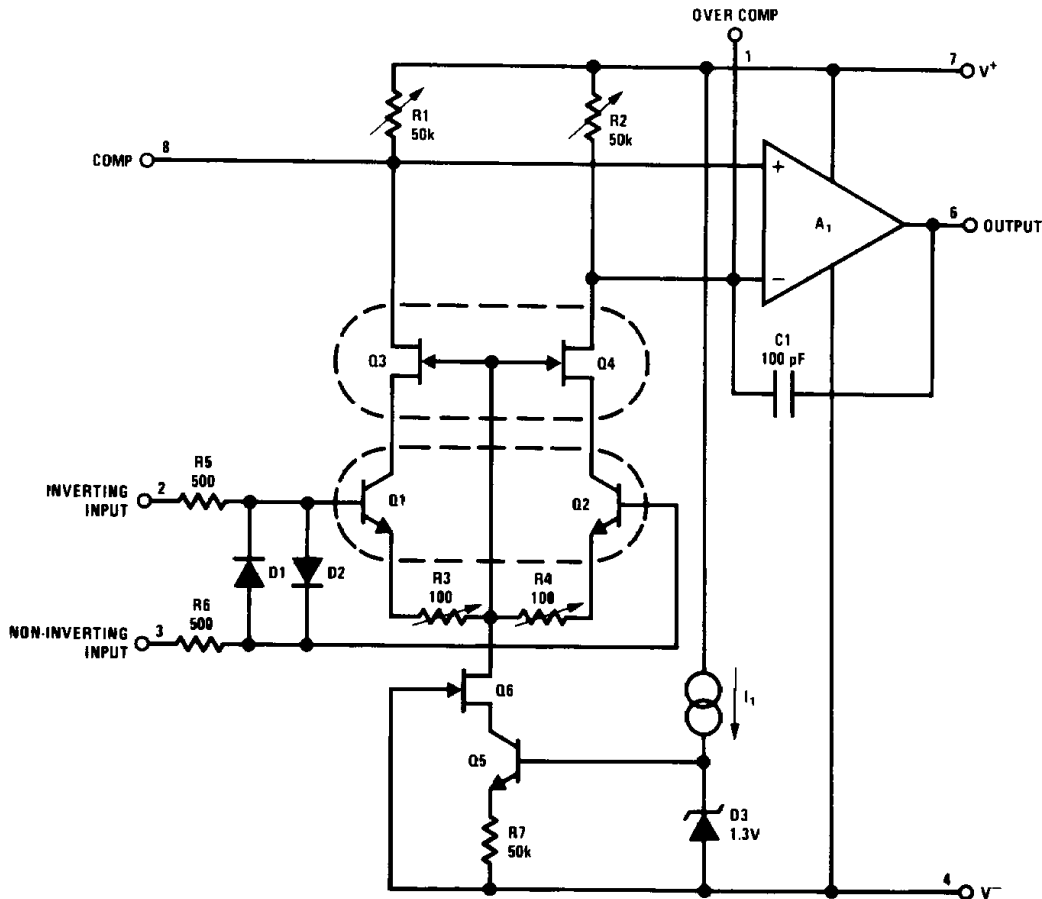 OVER COMP
1
7
V+
R1
50k
R2
50k
8
COMP
+
A1
6
OUTPUT
−
C1
100 pF
Q3
Q4
R5
500
2
INVERTING
INPUT
Q1
Q2
D1
D2
R3
100
R4
100
R6
500
3
NON-INVERTING
INPUT
Q6
I1
Q5
D3
1.3V
R7
50k
4
V−